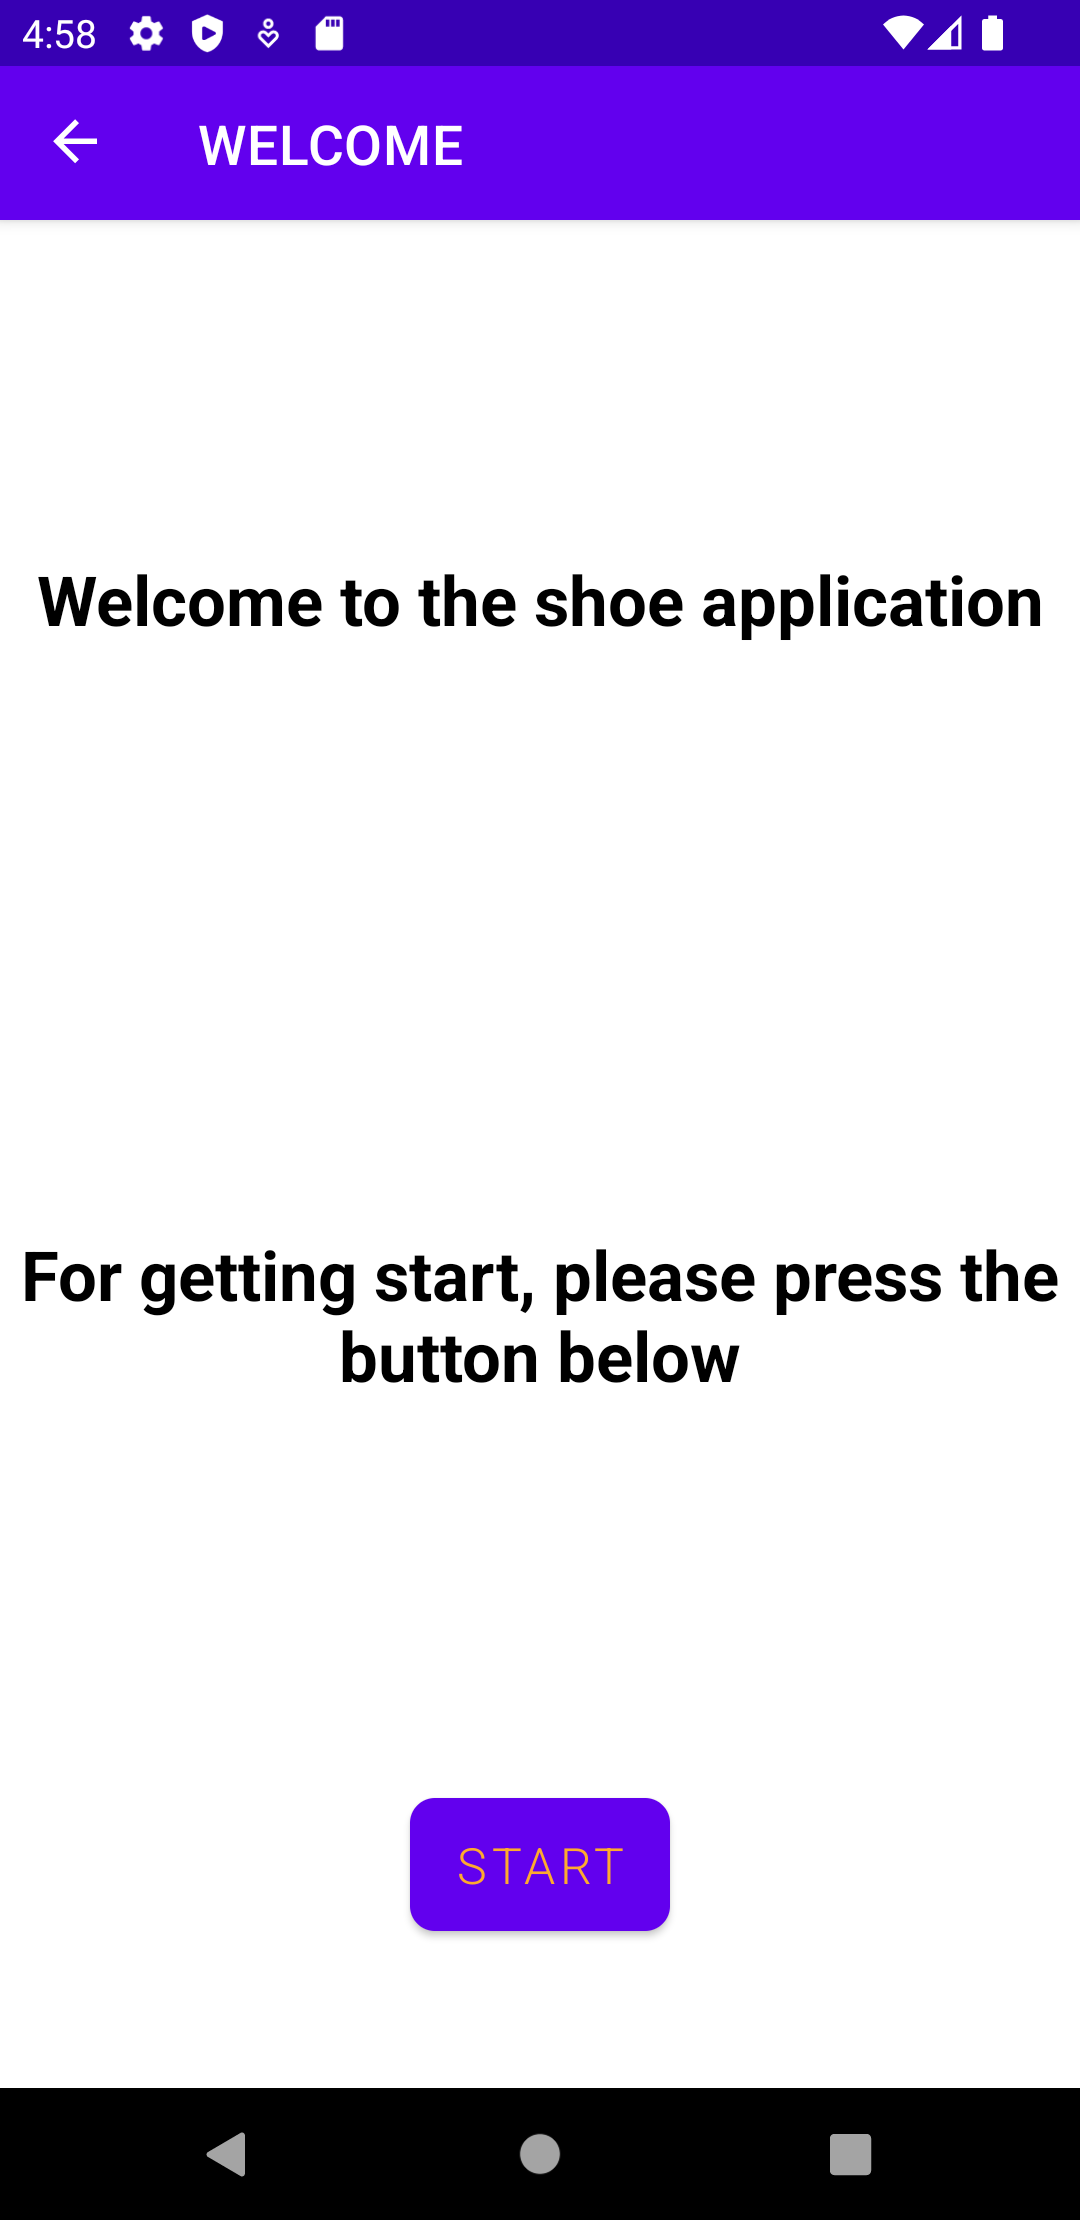 4:58
WELCOME
Welcome to the shoe application
For getting start, please press the
button below
START